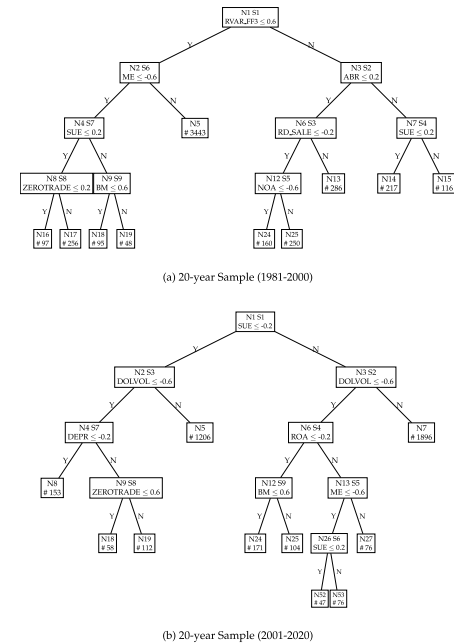 N1 S1
RVAR_FF3 ≤ 0.6
Y N
N2 S6 N3 S2
ME ≤ -0.6 ABR ≤ 0.2
Y N Y N
N4 S7 N5 N6 S3 N7 S4
SUE ≤ 0.2 # 3443 RD_SALE ≤ -0.2 SUE ≤ 0.2
Y N Y N Y N
N8 S8 N9 S9 N12 S5 N13 N14 N15
ZEROTRADE ≤ 0.2 BM ≤ 0.6 NOA ≤ -0.6 # 286 # 217 # 116
Y N Y N Y N
N16 N17 N18 N19 N24 N25
# 97 # 256 # 95 # 48 # 160 # 250
(a) 20-year Sample (1981-2000)
N1 S1
SUE ≤ -0.2
Y N
N2 S3 N3 S2
DOLVOL ≤ -0.6 DOLVOL ≤ -0.6
Y N Y N
N4 S7 N5 N6 S4 N7
DEPR ≤ -0.2 # 1206 ROA ≤ -0.2 # 1896
Y N Y N
N8 N9 S8 N12 S9 N13 S5
# 153 ZEROTRADE ≤ 0.6 BM ≤ 0.6 ME ≤ -0.6
Y N Y N Y N
N18 N19 N24 N25 N26 S6 N27
# 58 # 112 # 171 # 104 SUE ≤ 0.2 # 76
Y N
N52 N53
# 47 # 76
(b) 20-year Sample (2001-2020)